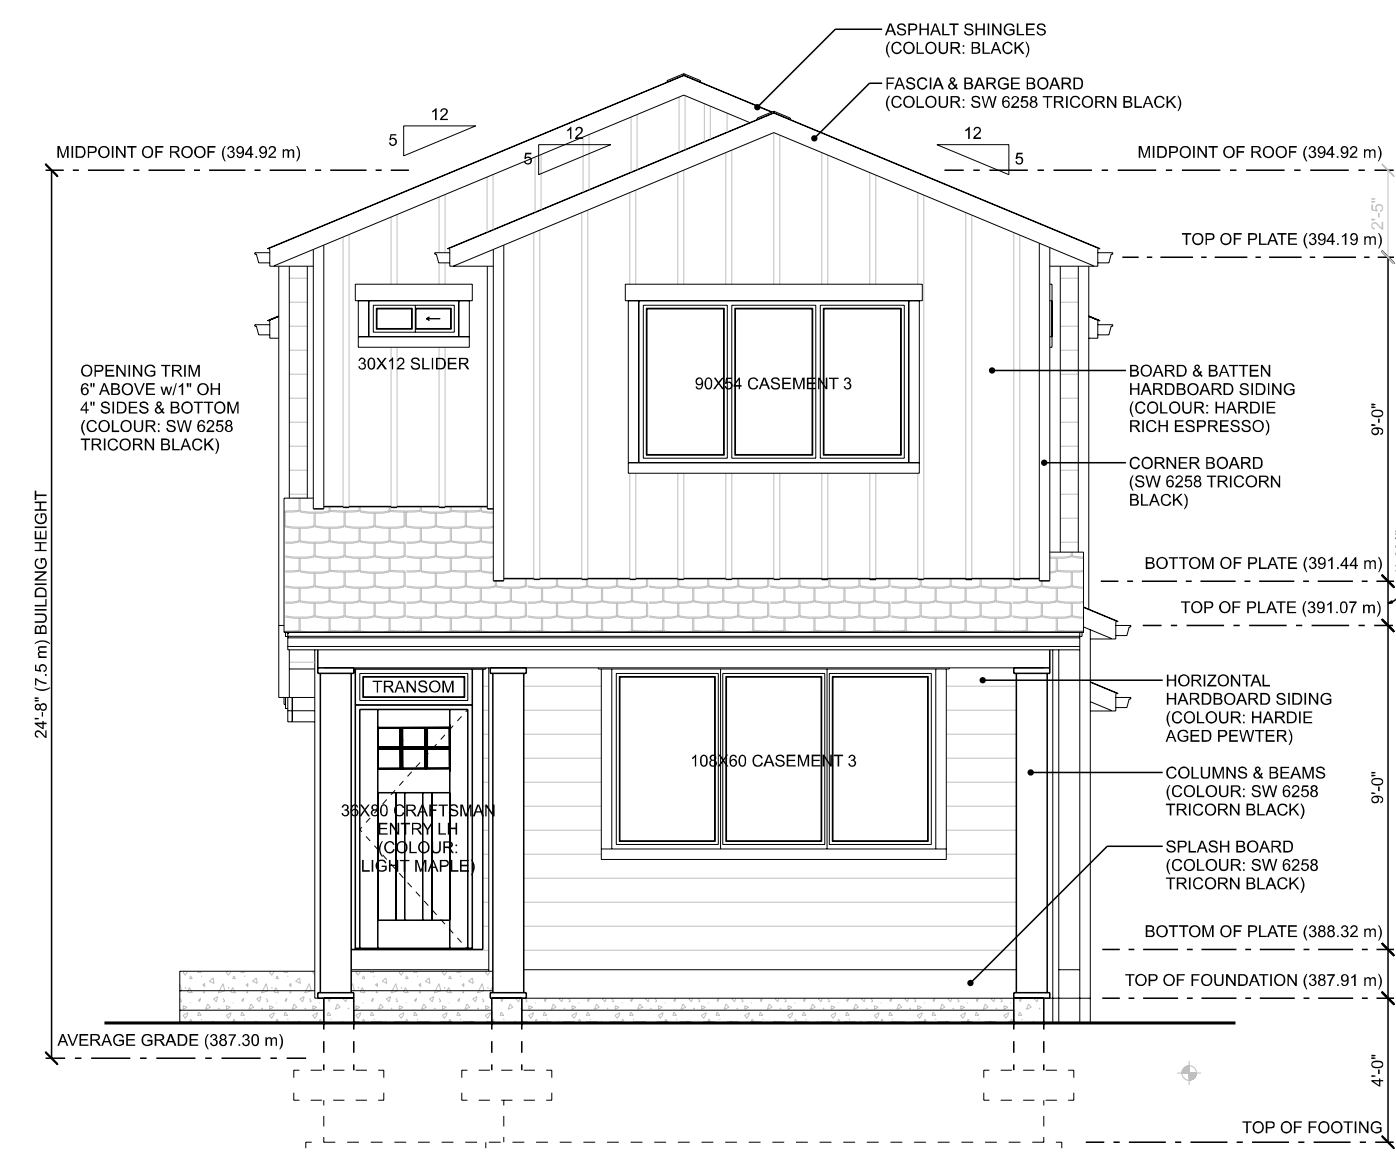 ASPHALT SHINGLES
(COLOUR: BLACK)
FASCIA & BARGE BOARD
(COLOUR: SW 6258 TRICORN BLACK)
12
5
12
5
12
5
MIDPOINT OF ROOF (394.92 m)
MIDPOINT OF ROOF (394.92 m)
2'-5"
TOP OF PLATE (394.19 m)
30X12 SLIDER
90X54 CASEMENT 3
OPENING TRIM
6" ABOVE w/1" OH
4" SIDES & BOTTOM
(COLOUR: SW 6258
TRICORN BLACK)
BOARD & BATTEN
HARDBOARD SIDING
(COLOUR: HARDIE
RICH ESPRESSO)
9'-0"
CORNER BOARD
(SW 6258 TRICORN
BLACK)
24'-8" (7.5 m) BUILDING HEIGHT
BOTTOM OF PLATE (391.44 m)
TOP OF PLATE (391.07 m)
TRANSOM
HORIZONTAL
HARDBOARD SIDING
(COLOUR: HARDIE
AGED PEWTER)
108X60 CASEMENT 3
COLUMNS & BEAMS
(COLOUR: SW 6258
TRICORN BLACK)
9'-0"
36X80 CRAFTSMAN
ENTRY LH
(COLOUR:
LIGHT MAPLE)
SPLASH BOARD
(COLOUR: SW 6258
TRICORN BLACK)
BOTTOM OF PLATE (388.32 m)
TOP OF FOUNDATION (387.91 m)
AVERAGE GRADE (387.30 m)
4'-0"
TOP OF FOOTING